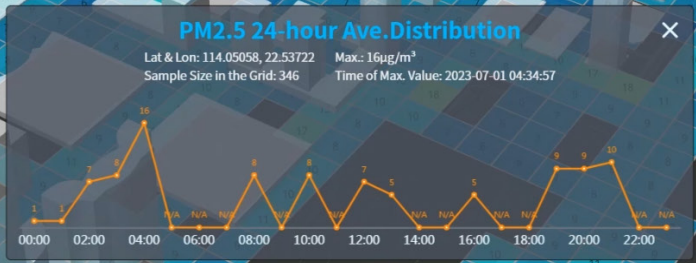 PM2.5 24-hour Ave.Distribution
Lat & Lon: 114.05058, 22.53722 Max.: 16μg/m³
Sample Size in the Grid: 346 Time of Max. Value: 2023-07-01 04:34:57
1 1 7 8 16 N/A N/A N/A 8 N/A 8 N/A 7 5 N/A N/A 5 N/A N/A 9 9 10 N/A N/A
00:00 02:00 04:00 06:00 08:00 10:00 12:00 14:00 16:00 18:00 20:00 22:00